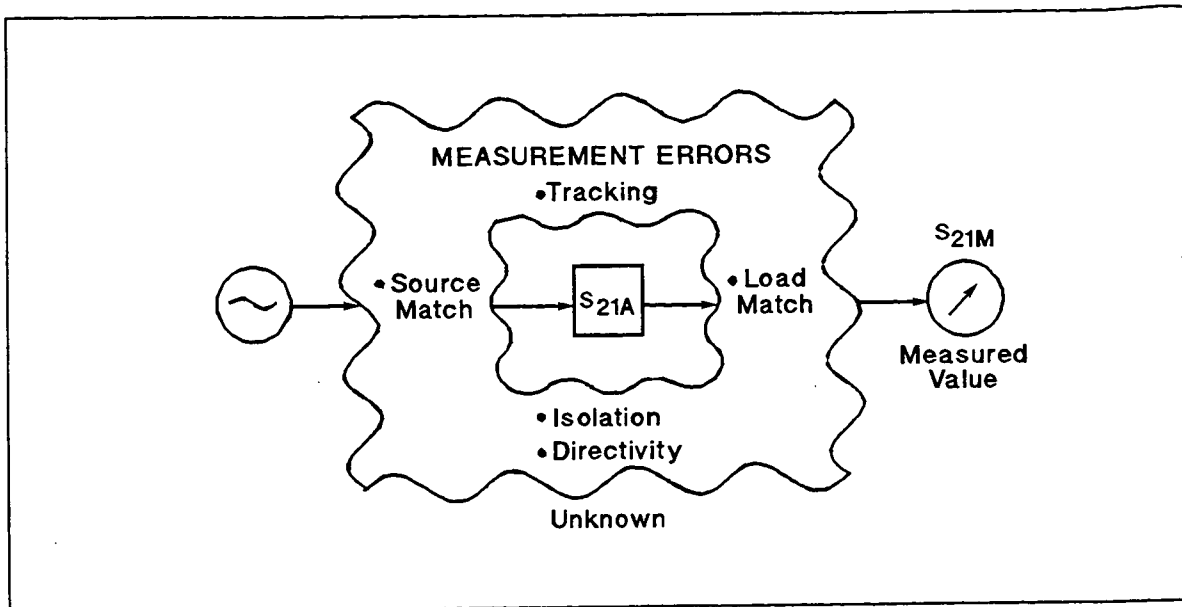 MEASUREMENT ERRORS
•Tracking
S21M
• Source
Match
S21A
• Load
Match
Measured
Value
• Isolation
• Directivity
Unknown